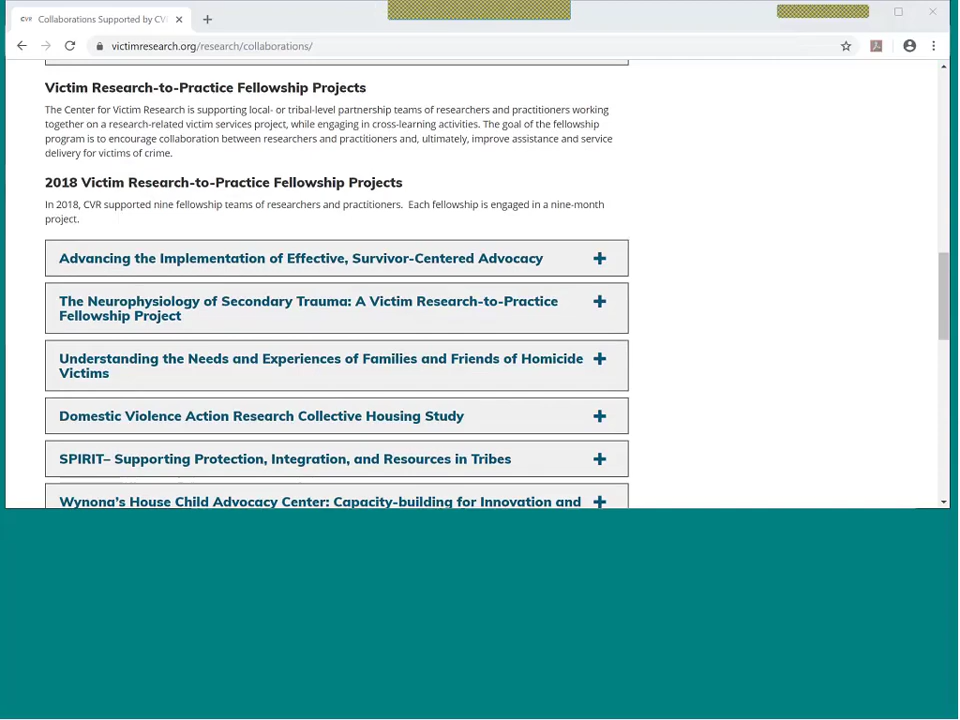 CVR Collaborations Supported by CV
victimresearch.org/research/collaborations/
Victim Research-to-Practice Fellowship Projects
The Center for Victim Research is supporting local- or tribal-level partnership teams of researchers and practitioners working
together on a research-related victim services project, while engaging in cross-learning activities. The goal of the fellowship
program is to encourage collaboration between researchers and practitioners and, ultimately, improve assistance and service
delivery for victims of crime.
2018 Victim Research-to-Practice Fellowship Projects
In 2018, CVR supported nine fellowship teams of researchers and practitioners. Each fellowship is engaged in a nine-month
project.
Advancing the Implementation of Effective, Survivor-Centered Advocacy
The Neurophysiology of Secondary Trauma: A Victim Research-to-Practice
Fellowship Project
Understanding the Needs and Experiences of Families and Friends of Homicide
Victims
Domestic Violence Action Research Collective Housing Study
SPIRIT– Supporting Protection, Integration, and Resources in Tribes
Wynona's House Child Advocacy Center: Capacity-building for Innovation and